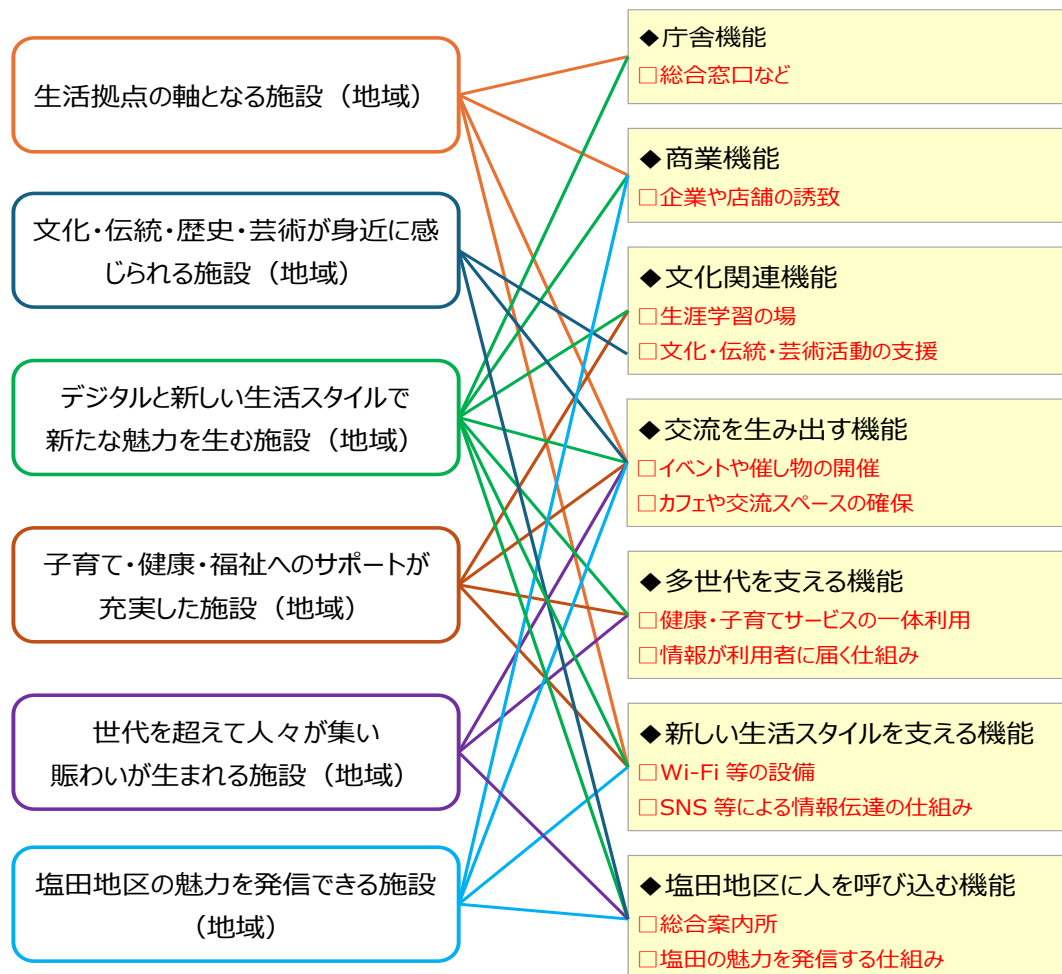 生活拠点の軸となる施設（地域）
文化・伝統・歴史・芸術が身近に感
じられる施設（地域）
デジタルと新しい生活スタイルで
新たな魅力を生む施設（地域）
子育て・健康・福祉へのサポートが
充実した施設（地域）
世代を超えて人々が集い
賑わいが生まれる施設（地域）
塩田地区の魅力を発信できる施設
（地域）
◆庁舎機能
□総合窓口など
◆商業機能
□企業や店舗の誘致
◆文化関連機能
□生涯学習の場
□文化・伝統・芸術活動の支援
◆交流を生み出す機能
□イベントや催し物の開催
□カフェや交流スペースの確保
◆多世代を支える機能
□健康・子育てサービスの一体利用
□情報が利用者に届く仕組み
◆新しい生活スタイルを支える機能
□Wi-Fi 等の設備
□SNS 等による情報伝達の仕組み
◆塩田地区に人を呼び込む機能
□総合案内所
□塩田の魅力を発信する仕組み